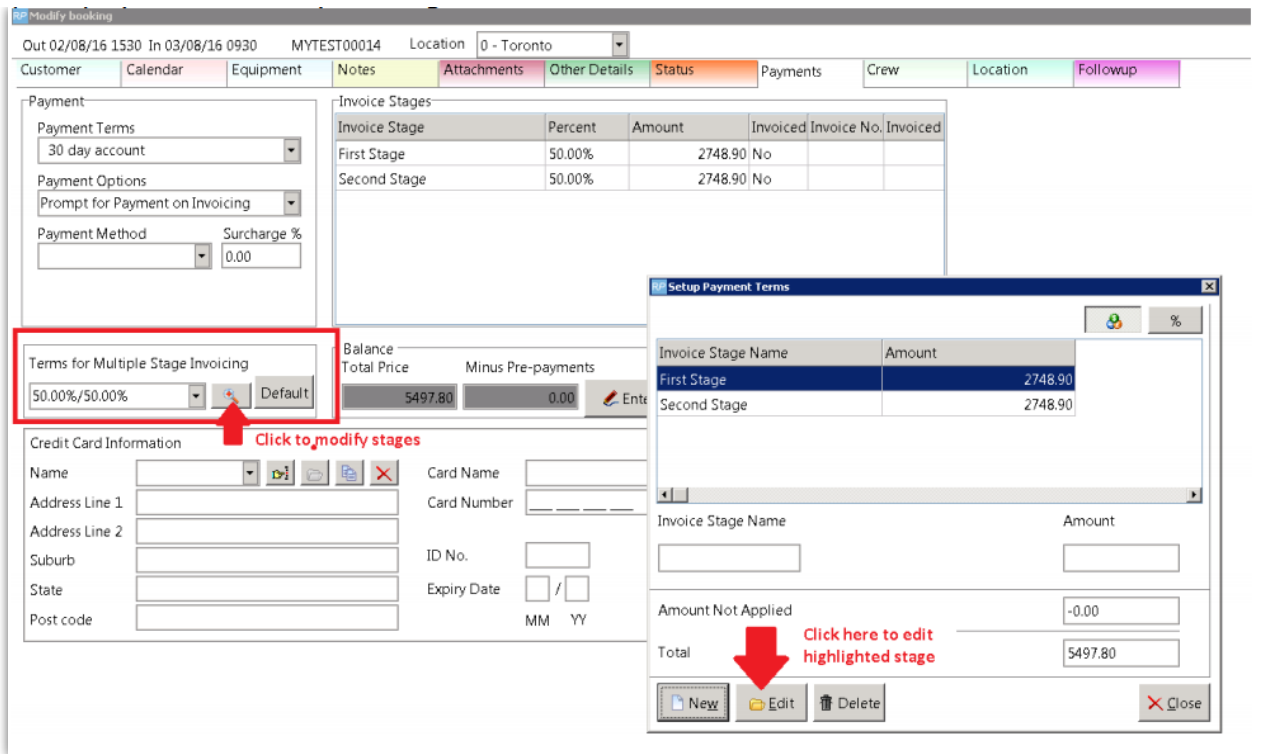 RP Modify booking
Out 02/08/16 1530 In 03/08/16 0930 MYTEST00014 Location 0 - Toronto
Customer Calendar Equipment Notes Attachments Other Details Status Payments Crew Location Followup
Payment
Payment Terms
30 day account
Payment Options
Prompt for Payment on Invoicing
Payment Method Surcharge %
0.00
Invoice Stages
Invoice Stage Percent Amount Invoiced Invoice No. Invoiced
First Stage 50.00% 2748.90 No
Second Stage 50.00% 2748.90 No
Terms for Multiple Stage Invoicing
50.00%/50.00% Default
Click to modify stages
Balance
Total Price Minus Pre-payments
5497.80 0.00 Ente
Credit Card Information
Name
Address Line 1
Address Line 2
Suburb
State
Post code
Card Name
Card Number
ID No.
Expiry Date /
MM YY
RP Setup Payment Terms
%
Invoice Stage Name Amount
First Stage 2748.90
Second Stage 2748.90
Invoice Stage Name Amount
Amount Not Applied -0.00
Click here to edit
highlighted stage
Total 5497.80
New Edit Delete Close